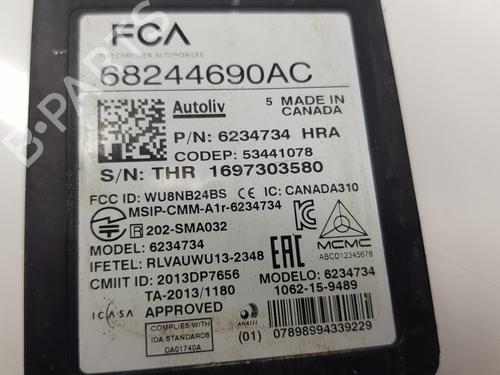 FCA
FIAT CHRYSLER AUTOMOBILES
68244690AC
Autoliv
5 MADE IN CANADA
P/N: 6234734 HRA
CODEP: 53441078
S/N: THR 1697303580
FCC ID: WU8NB24BS CE IC: CANADA310
MSIP-CMM-A1r-6234734
R 202-SMA032
MODEL: 6234734
IFETEL: RLVAUWU13-2348
EAC
MCMC
ABCD12345678
CMIIT ID: 2013DP7656
MODELO: 6234734
TA-2013/1180
1062-15-9489
ICASA APPROVED
COMPLIES WITH
IDA STANDARDS
DA01740A
ANATEL
(01) 07898994339229
B-PARTS